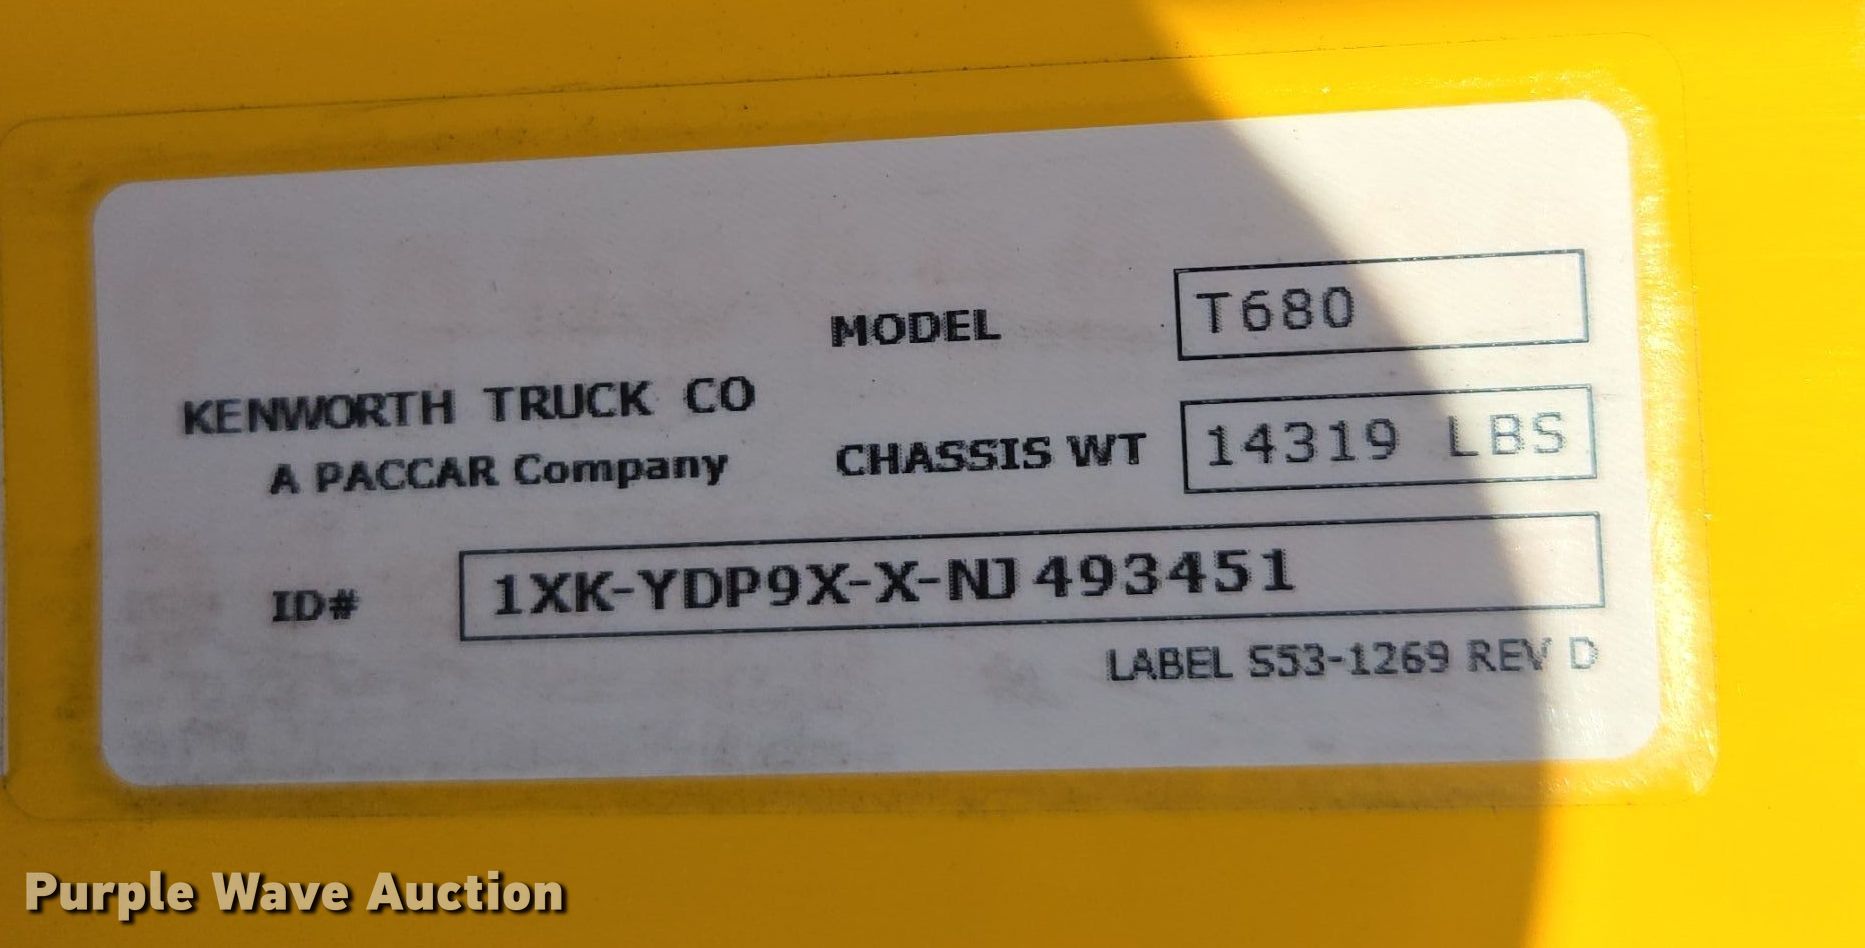 MODEL T680
KENWORTH TRUCK CO
A PACCAR Company
CHASSIS WT 14319 LBS
ID# 1XK-YDP9X-X-NJ493451
LABEL S53-1269 REV D
Purple Wave Auction